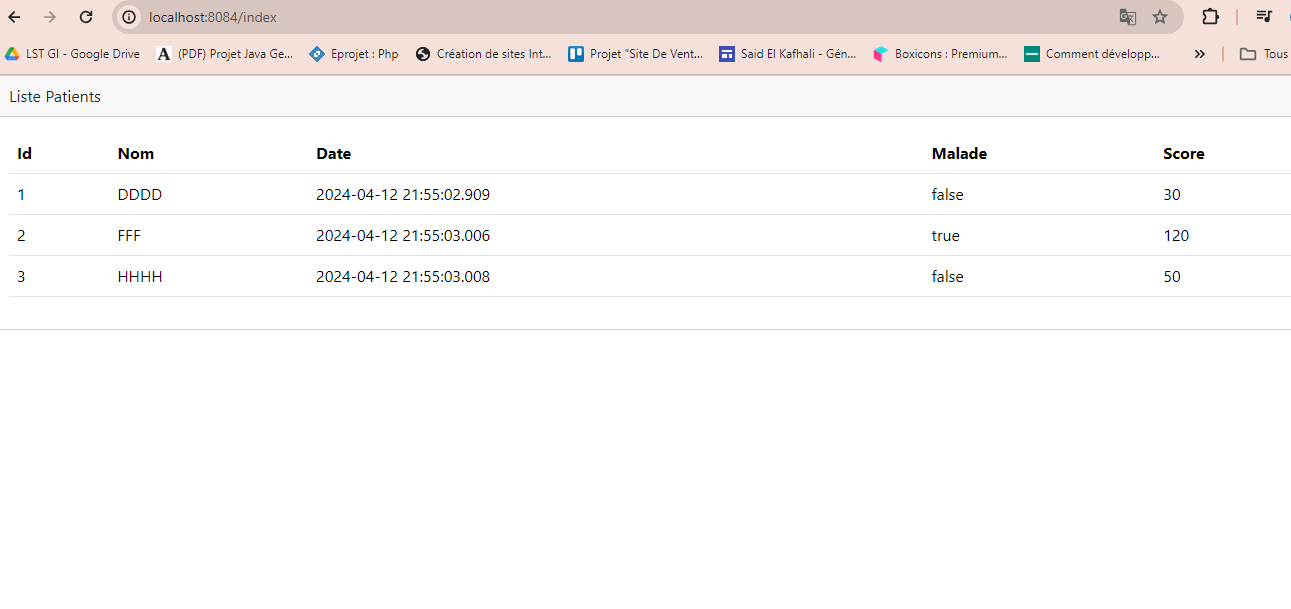 localhost:8084/index
LST GI - Google Drive (PDF) Projet Java Ge... Eprojet : Php Création de sites Int... Projet "Site De Vent... Said El Kafhali - Gén... Boxicons : Premium... Comment développ... » Tous
Liste Patients
Id Nom Date Malade Score
1 DDDD 2024-04-12 21:55:02.909 false 30
2 FFF 2024-04-12 21:55:03.006 true 120
3 HHHH 2024-04-12 21:55:03.008 false 50